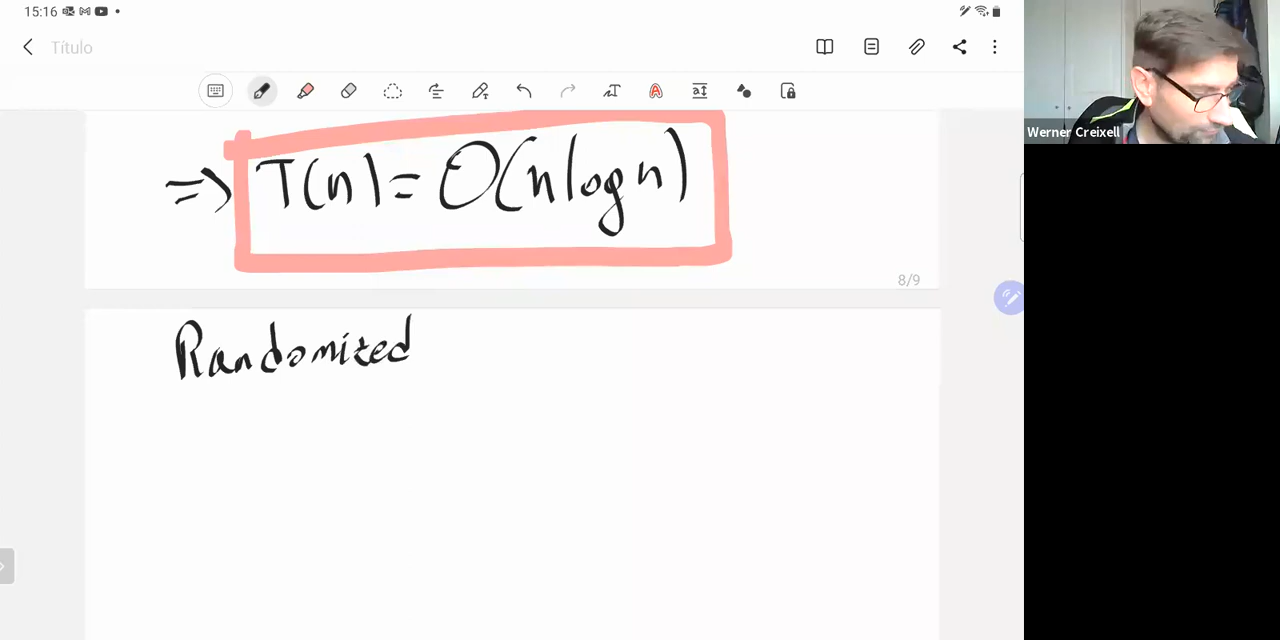 15:16
Título
⇒ T(n) = O(n log n)
8/9
Randomized
Werner Creixell